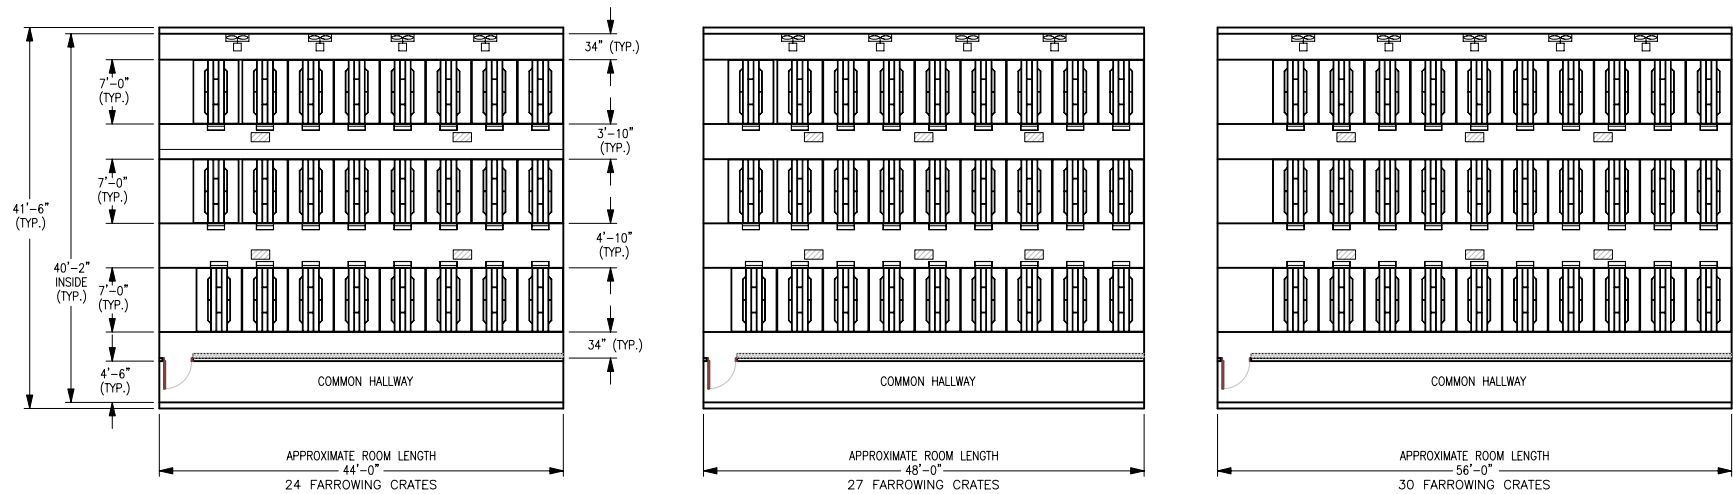 34" (TYP.)
7'-0"
(TYP.)
3'-10"
(TYP.)
7'-0"
(TYP.)
41'-6"
(TYP.)
4'-10"
(TYP.)
40'-2"
INSIDE
(TYP.)
7'-0"
(TYP.)
34" (TYP.)
4'-6"
(TYP.)
COMMON HALLWAY
COMMON HALLWAY
COMMON HALLWAY
APPROXIMATE ROOM LENGTH
44'-0"
24 FARROWING CRATES
APPROXIMATE ROOM LENGTH
48'-0"
27 FARROWING CRATES
APPROXIMATE ROOM LENGTH
56'-0"
30 FARROWING CRATES